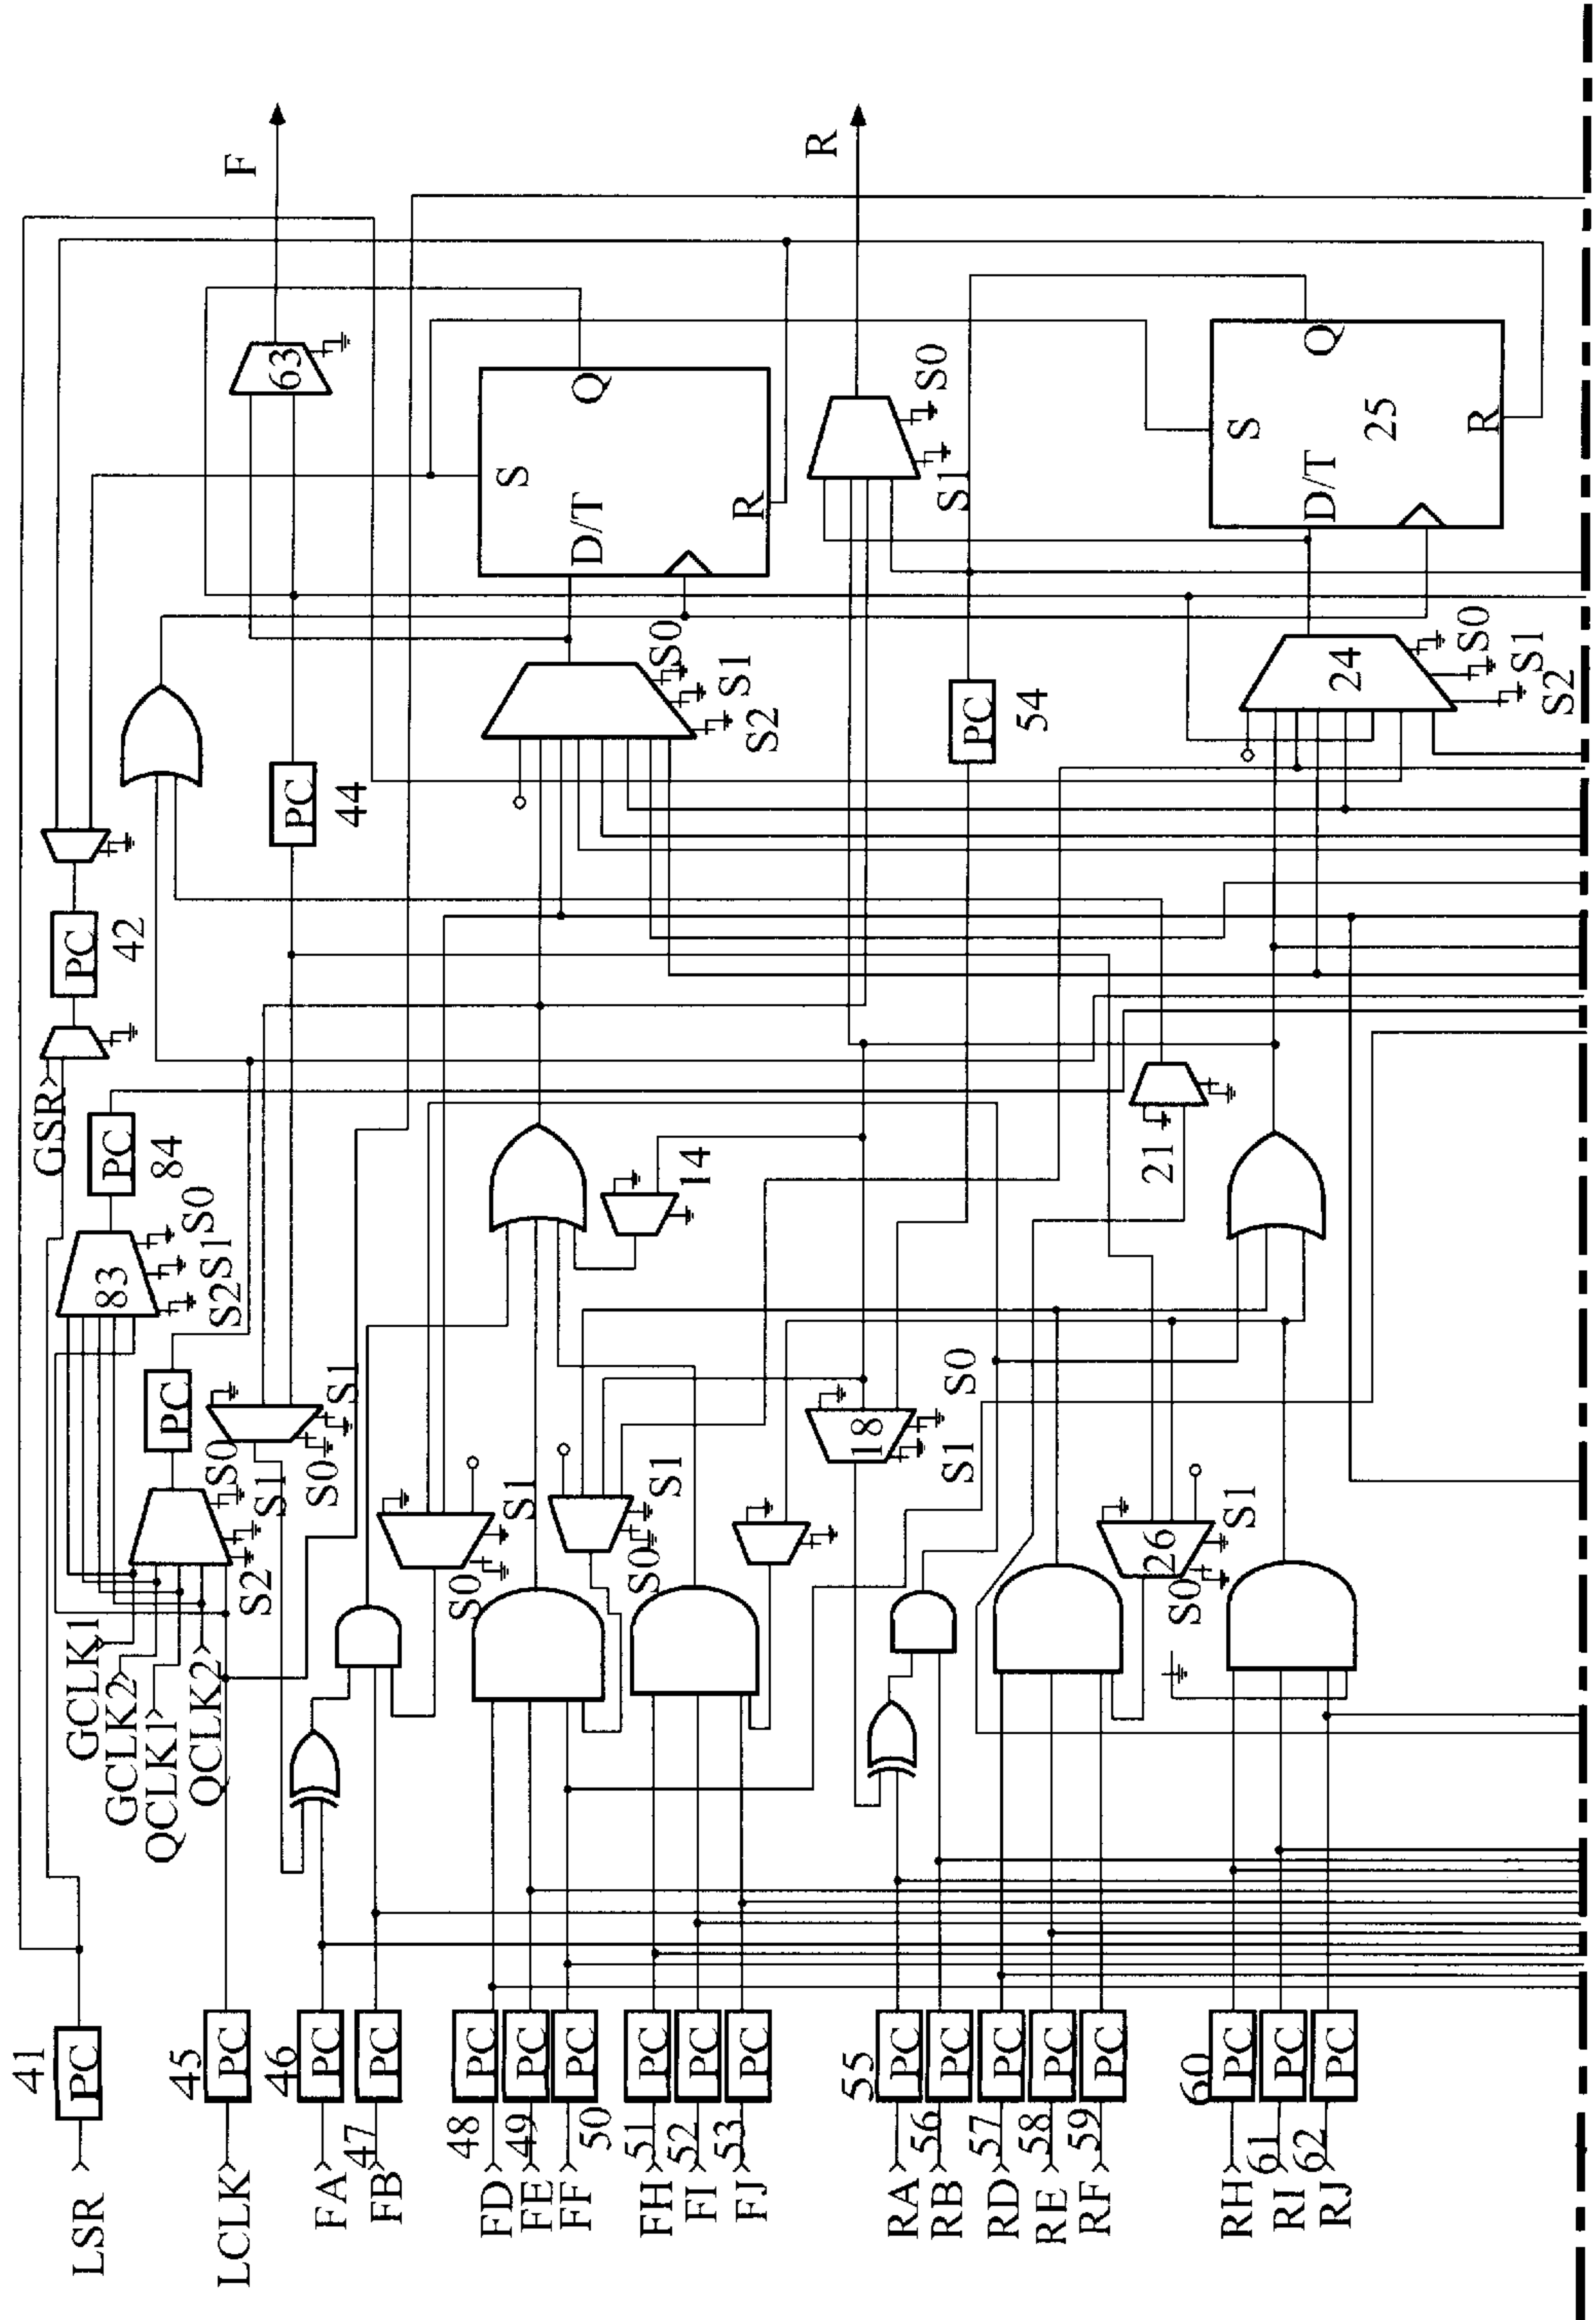 F
R
63
Q
S
D/T
R
S0
S1
Q
S
25
D/T
R
S0
S1
S2
PC
44
PC
54
24
S0
S1
S2
PC
42
GSR
PC
84
14
21
83
S0
S1
S2
PC
S1
S0
S0
S1
S2
S1
S0
S1
S0
18
S0
S1
26
S1
S0
GCLK1
GCLK2
QCLK1
QCLK2
41
PC
LSR
45
PC
LCLK
46
PC
FA
47
PC
FB
48
PC
FD
49
PC
FE
50
PC
FF
51
PC
FH
52
PC
FI
53
PC
FJ
55
PC
RA
56
PC
RB
57
PC
RD
58
PC
RE
59
PC
RF
60
PC
RH
61
PC
RI
62
PC
RJ